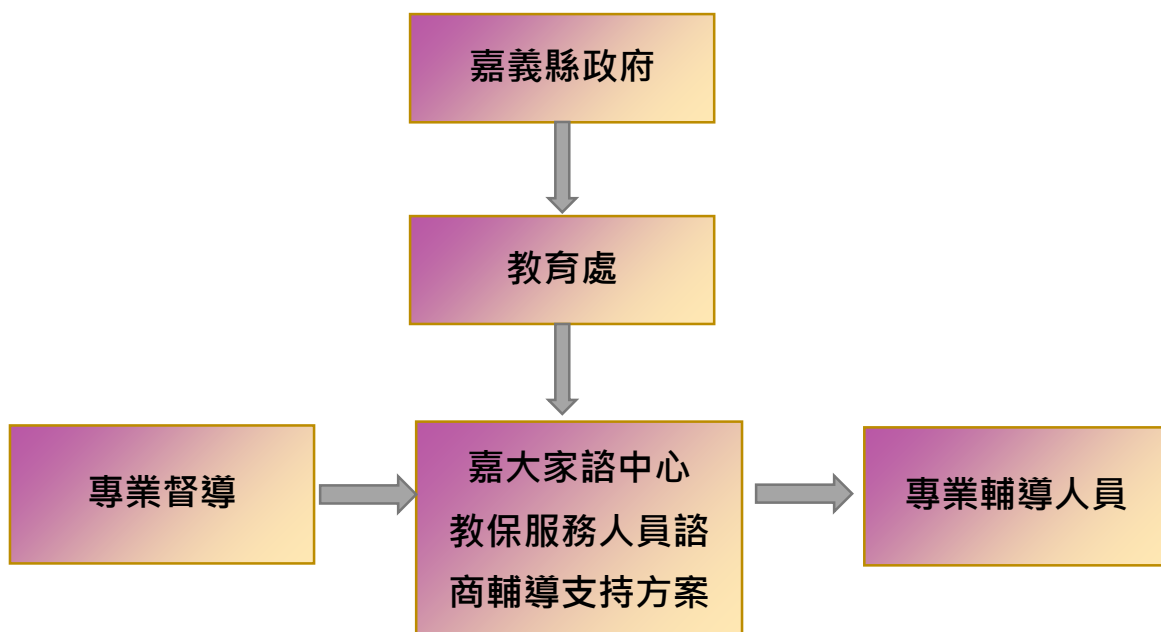 嘉義縣政府
教育處
專業督導
嘉大家諮中心
教保服務人員諮
商輔導支持方案
專業輔導人員